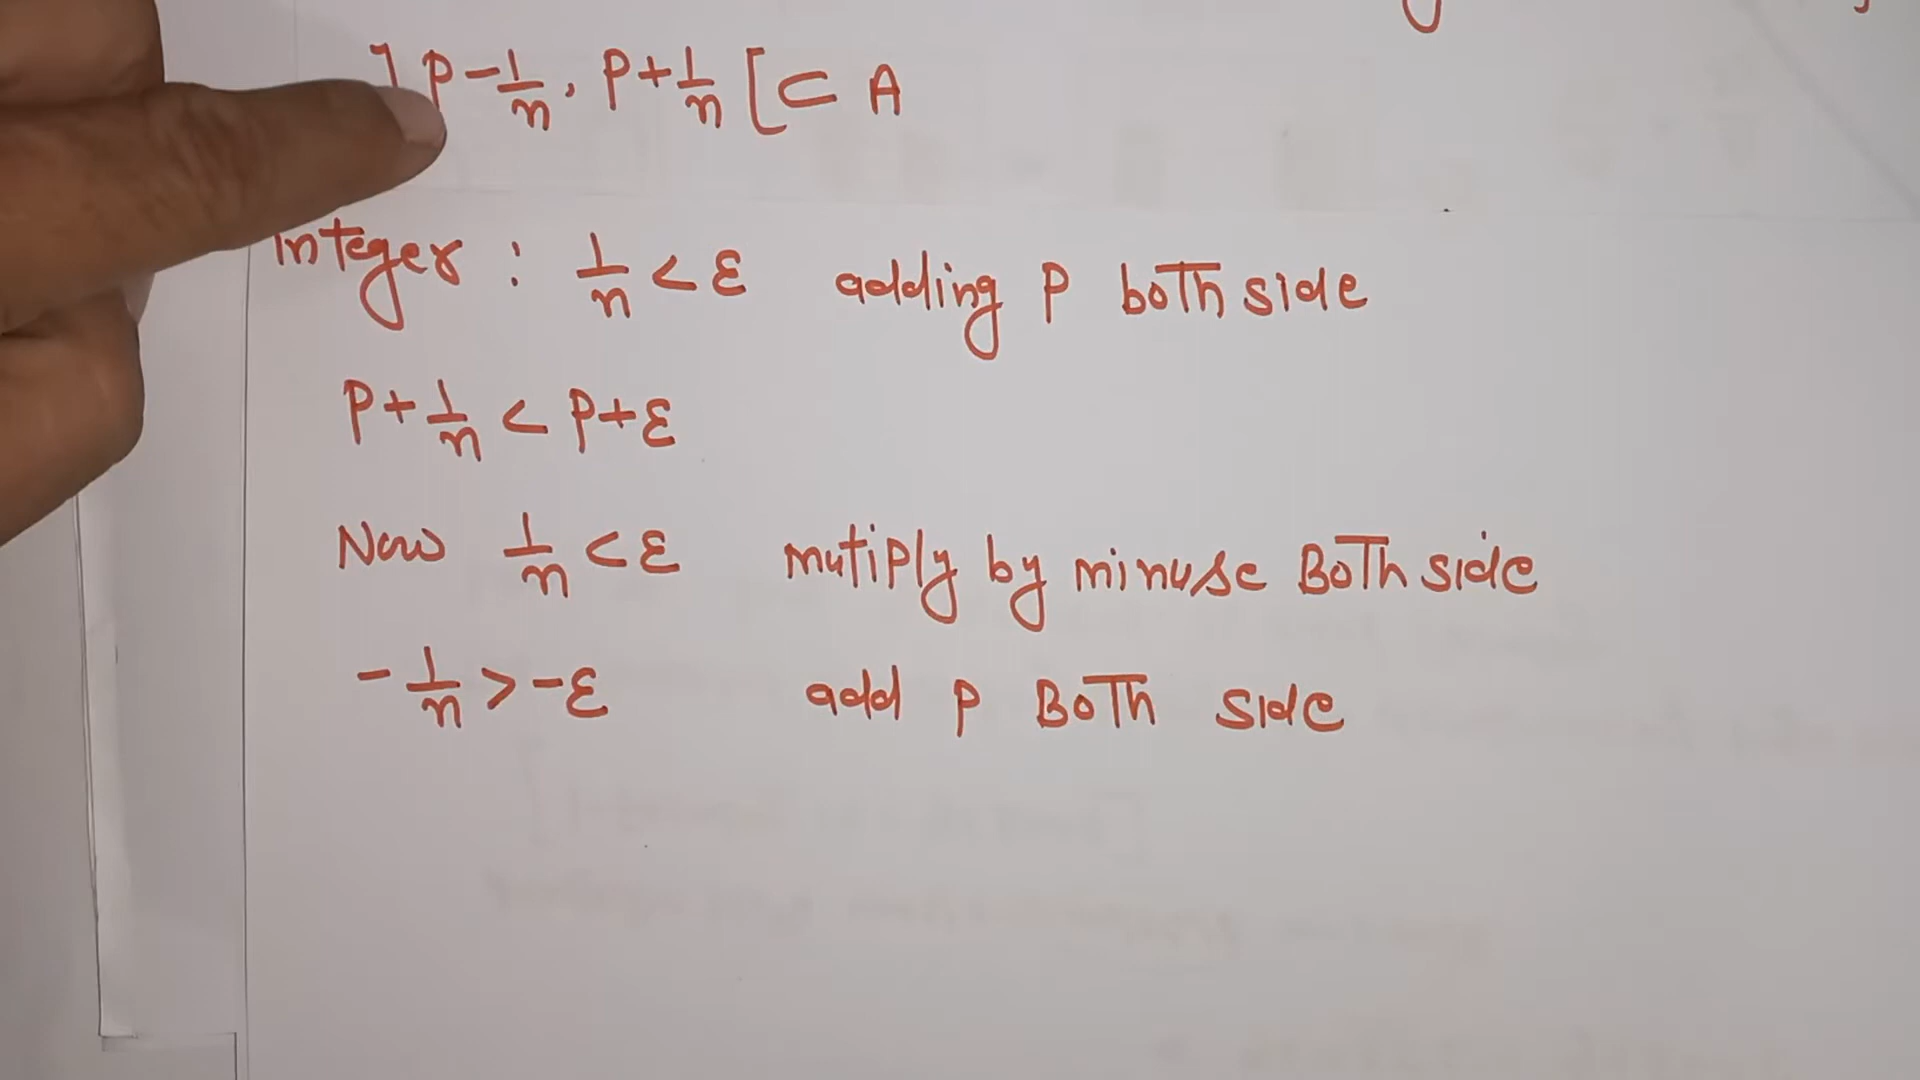 ] P - 1/n , P + 1/n [ ⊂ A
Integer : 1/n < ε adding P both side
P + 1/n < P + ε
Now 1/n < ε mutiply by minuse BoTh side
- 1/n > - ε add P BoTh side